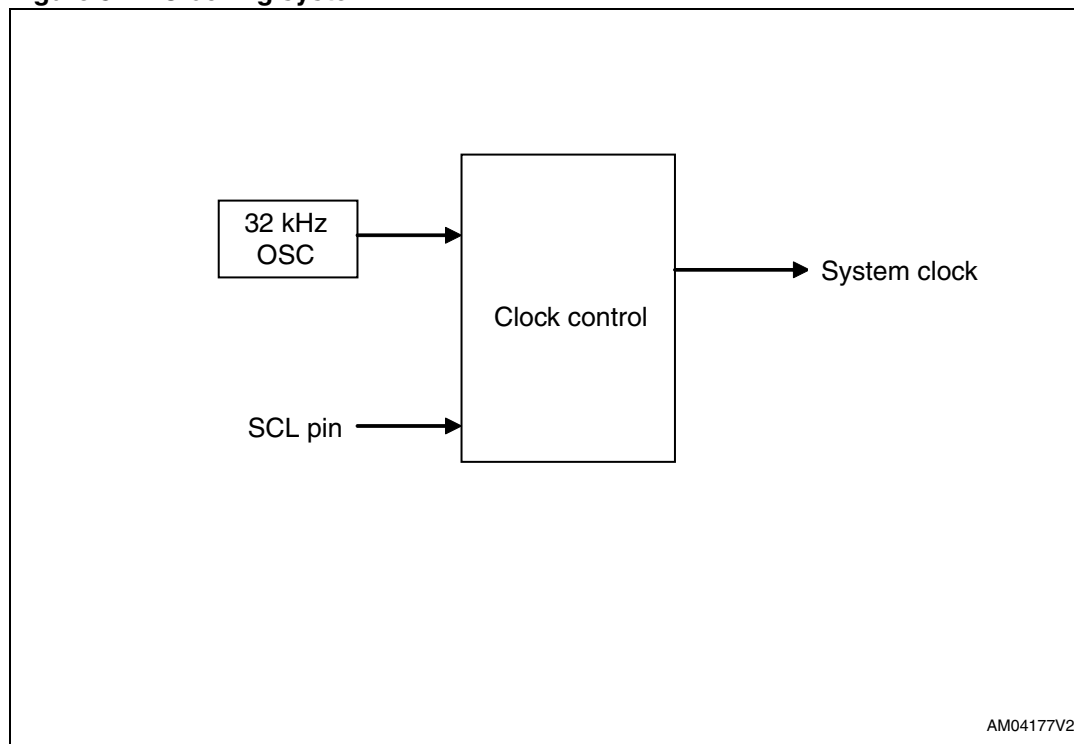 32 kHz
OSC
System clock
Clock control
SCL pin
AM04177V2